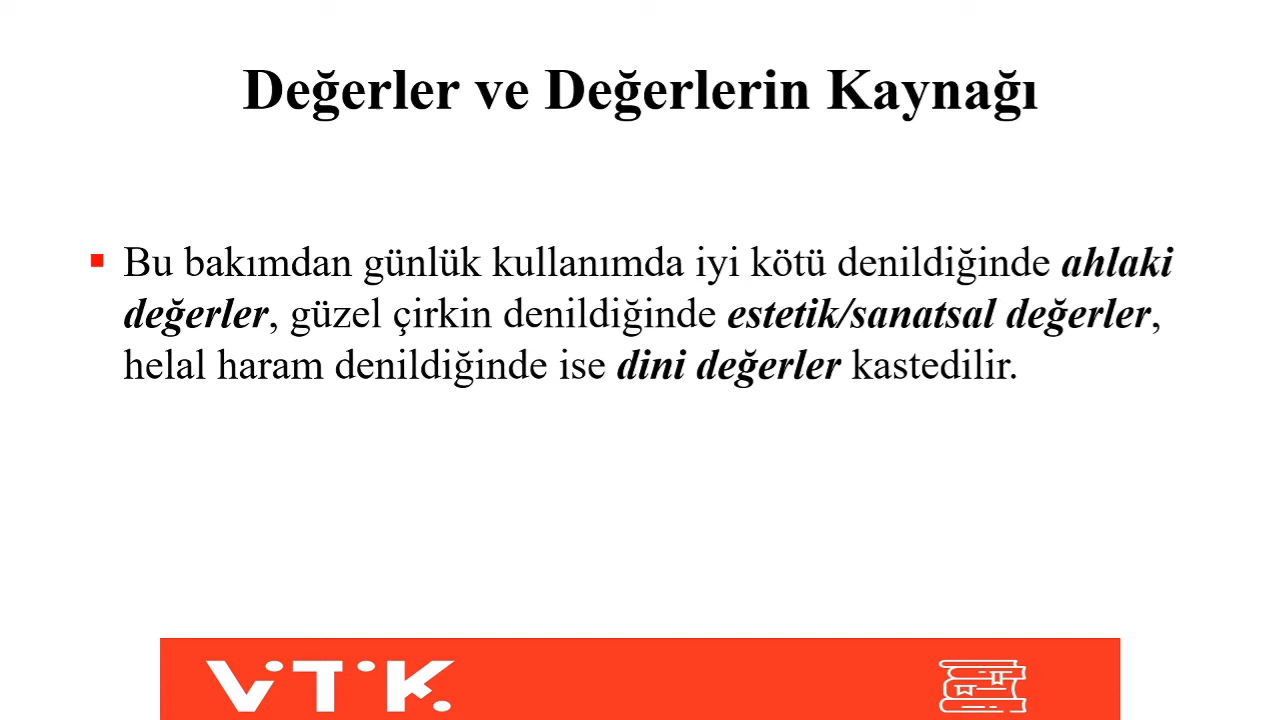 Değerler ve Değerlerin Kaynağı
Bu bakımdan günlük kullanımda iyi kötü denildiğinde ahlaki
değerler, güzel çirkin denildiğinde estetik/sanatsal değerler,
helal haram denildiğinde ise dini değerler kastedilir.
ViTiK.